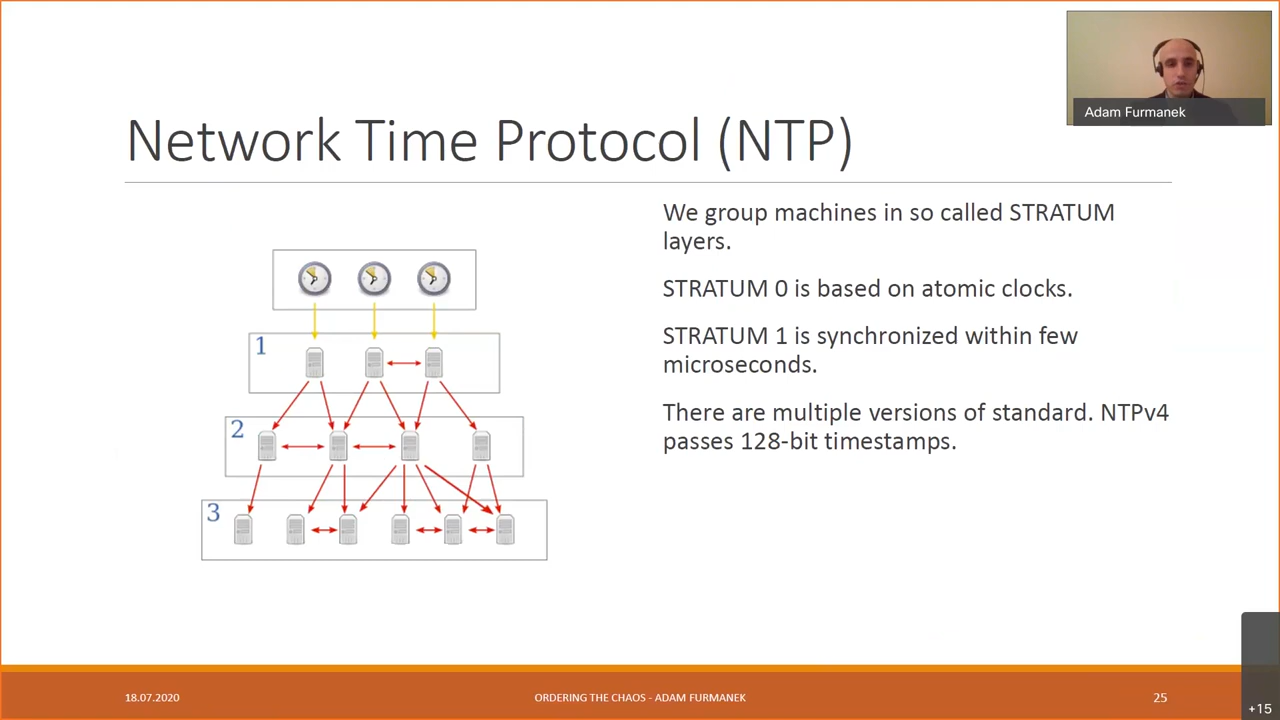 Adam Furmanek
Network Time Protocol (NTP)
We group machines in so called STRATUM
layers.
STRATUM 0 is based on atomic clocks.
STRATUM 1 is synchronized within few
microseconds.
There are multiple versions of standard. NTPv4
passes 128-bit timestamps.
1
2
3
18.07.2020
ORDERING THE CHAOS - ADAM FURMANEK
25
+15